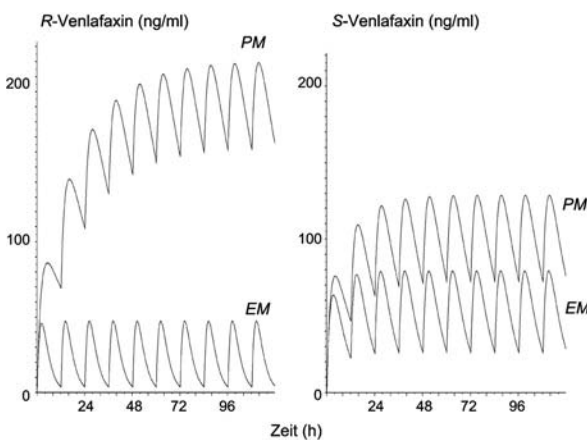 R-Venlafaxin (ng/ml)
S-Venlafaxin (ng/ml)
PM
200
200
PM
100
100
EM
EM
0
0
24 48 72 96
24 48 72 96
Zeit (h)